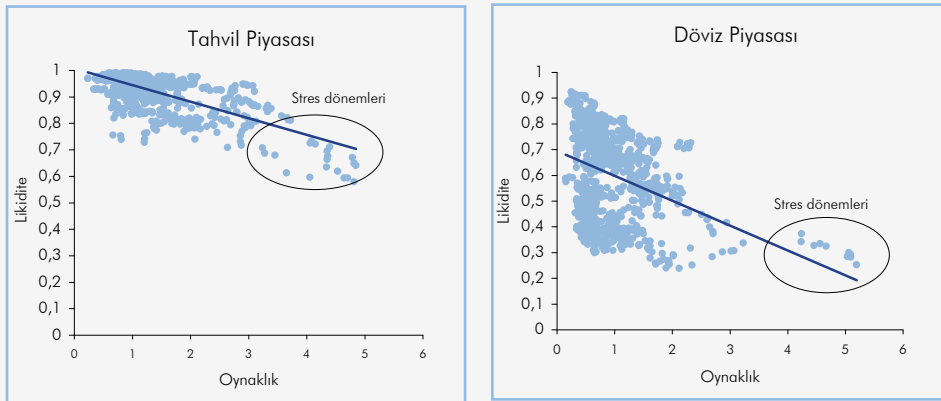 Tahvil Piyasası
1
0,9
0,8
0,7
0,6
0,5
0,4
0,3
0,2
0,1
0
Likidite
Stres dönemleri
0 1 2 3 4 5 6
Oynaklık
Döviz Piyasası
1
0,9
0,8
0,7
0,6
0,5
0,4
0,3
0,2
0,1
0
Likidite
Stres dönemleri
0 1 2 3 4 5 6
Oynaklık